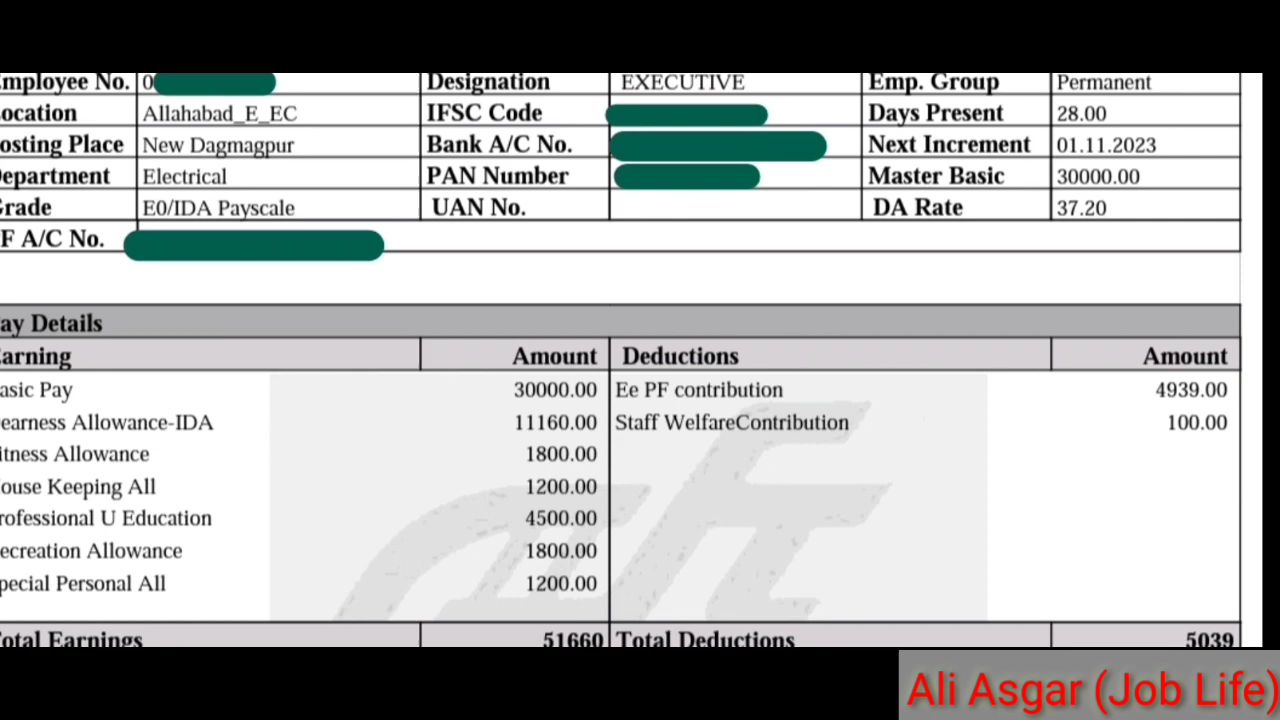 mployee No. 0 Designation EXECUTIVE Emp. Group Permanent
ocation Allahabad_E_EC IFSC Code Days Present 28.00
osting Place New Dagmagpur Bank A/C No. Next Increment 01.11.2023
epartment Electrical PAN Number Master Basic 30000.00
rade E0/IDA Payscale UAN No. DA Rate 37.20
F A/C No.
ay Details
arning Amount Deductions Amount
asic Pay 30000.00 Ee PF contribution 4939.00
earness Allowance-IDA 11160.00 Staff WelfareContribution 100.00
itness Allowance 1800.00
ouse Keeping All 1200.00
rofessional U Education 4500.00
ecreation Allowance 1800.00
pecial Personal All 1200.00
otal Earnings 51660 Total Deductions 5039
Ali Asgar (Job Life)